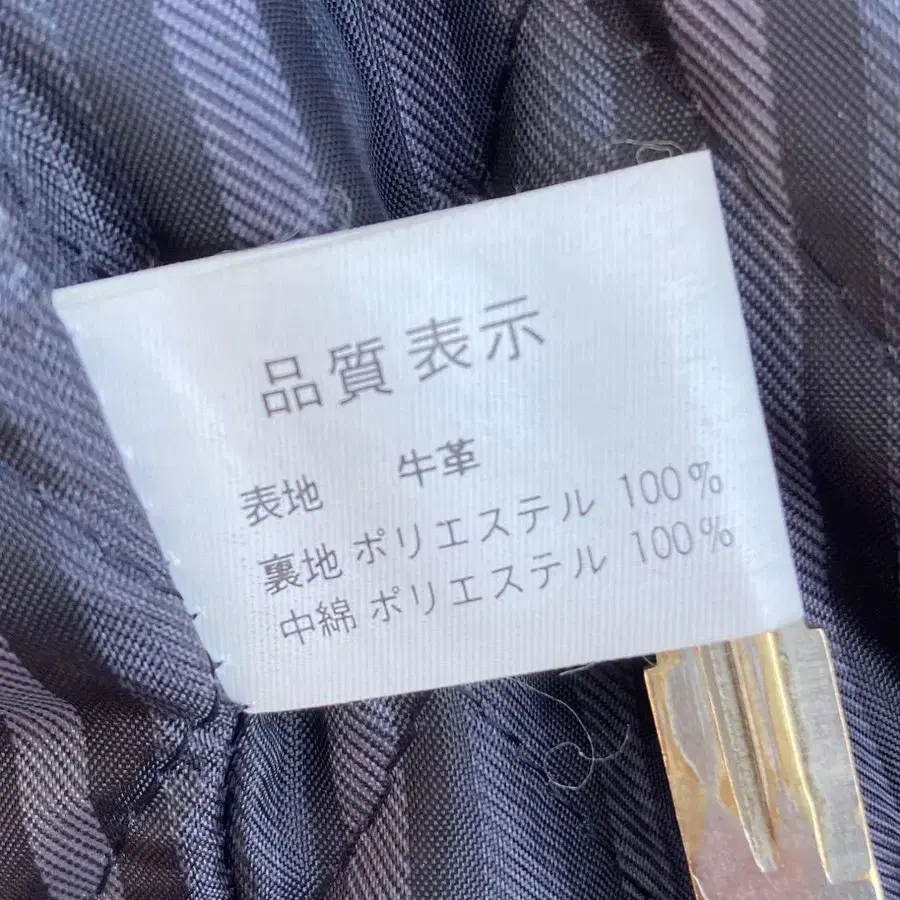 品質表示
表地 牛革
裏地 ポリエステル 100%
中綿 ポリエステル 100%